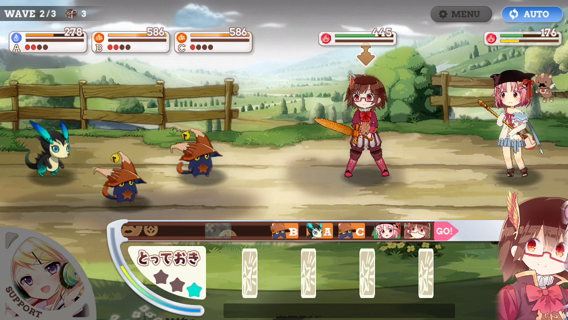 WAVE 2/3 3
MENU
AUTO
278
586
586
445
176
A
B
C
B
A
C
GO!
とっておき
SUPPORT